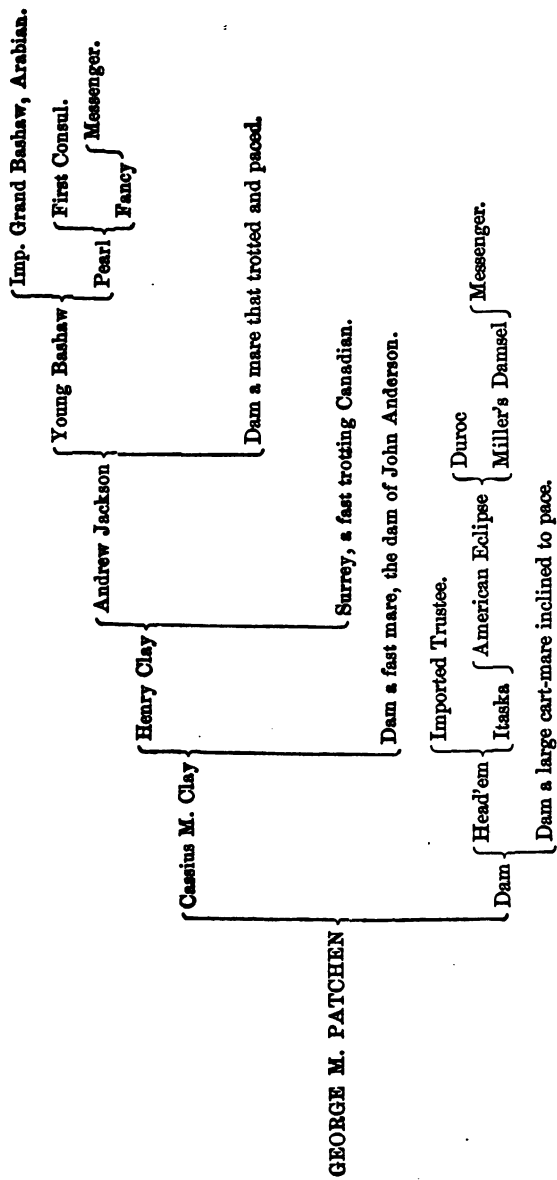 Imp. Grand Bashaw, Arabian.
Young Bashaw
First Consul.
Pearl
Fancy
Messenger.
Andrew Jackson
Dam a mare that trotted and paced.
Henry Clay
Surrey, a fast trotting Canadian.
Cassius M. Clay
Dam a fast mare, the dam of John Anderson.
GEORGE M. PATCHEN
Imported Trustee.
Head'em
Duroc
Itaska
American Eclipse
Miller's Damsel
Messenger.
Dam
Dam a large cart-mare inclined to pace.